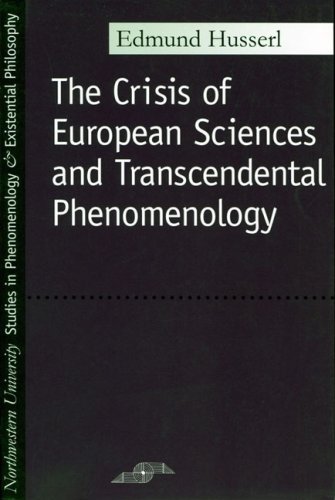 Edmund Husserl
The Crisis of
European Sciences
and Transcendental
Phenomenology
Northwestern University Studies in Phenomenology & Existential Philosophy